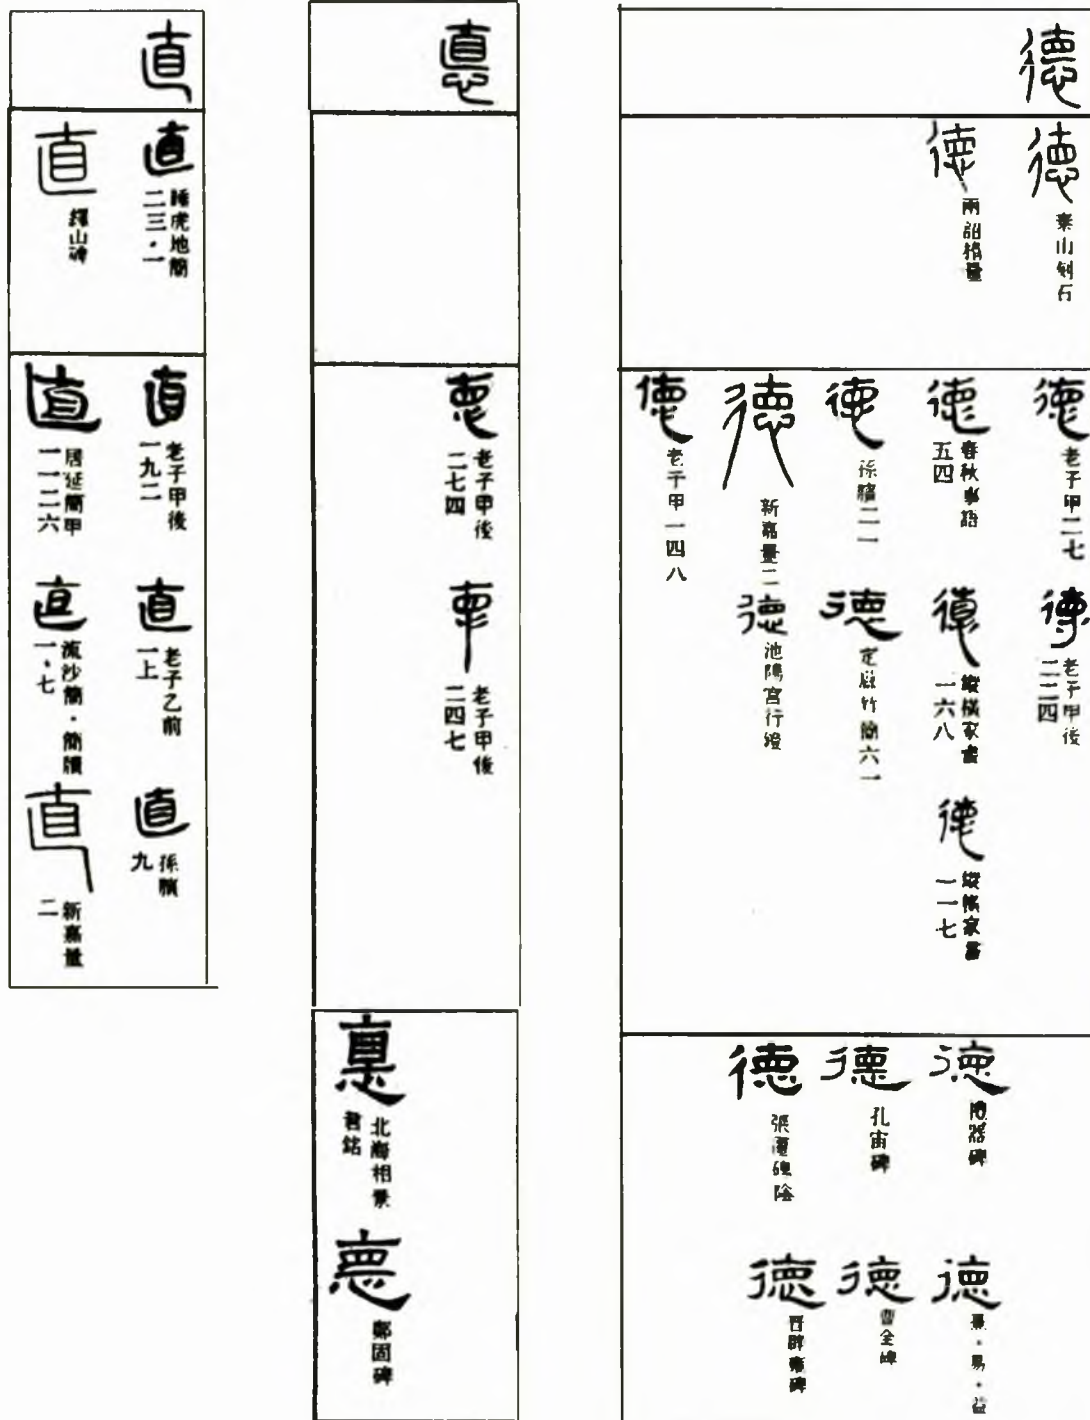 直
直
睡虎地簡
二三・一
直
繹山碑
直
老子甲後
一九二
直
老子乙前
一上
直
孫臏
九
直
居延簡甲
一一二六
直
流沙簡・簡牘
一・七
直
新嘉量
二
悳
悳
老子甲後
二七四
悳
老子甲後
二四七
悳
北海相景
君銘
悳
鄭固碑
德
德
泰山刻石
德
兩詔楕量
德
老子甲二七
德
老子甲後
二二四
德
春秋事語
五四
德
縱橫家書
一六八
德
縱橫家書
一一七
德
孫臏二一
德
定縣竹簡六一
德
新嘉量二
德
池陽宮行鐙
德
老子甲一四八
德
禮器碑
德
熹・易・益
德
孔宙碑
德
曹全碑
德
張遷碑陰
德
晉辟雍碑